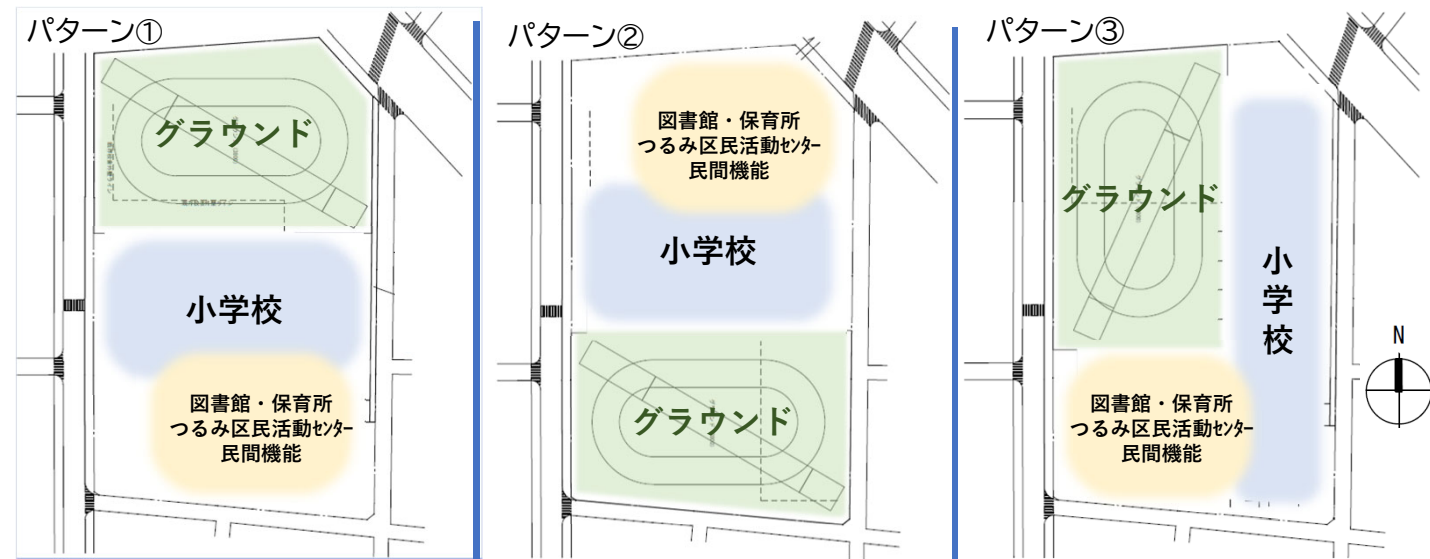 パターン①
グラウンド
小学校
図書館・保育所
つるみ区民活動ｾﾝﾀｰ
民間機能
パターン②
図書館・保育所
つるみ区民活動ｾﾝﾀｰ
民間機能
小学校
グラウンド
パターン③
グラウンド
小学校
図書館・保育所
つるみ区民活動ｾﾝﾀｰ
民間機能
N